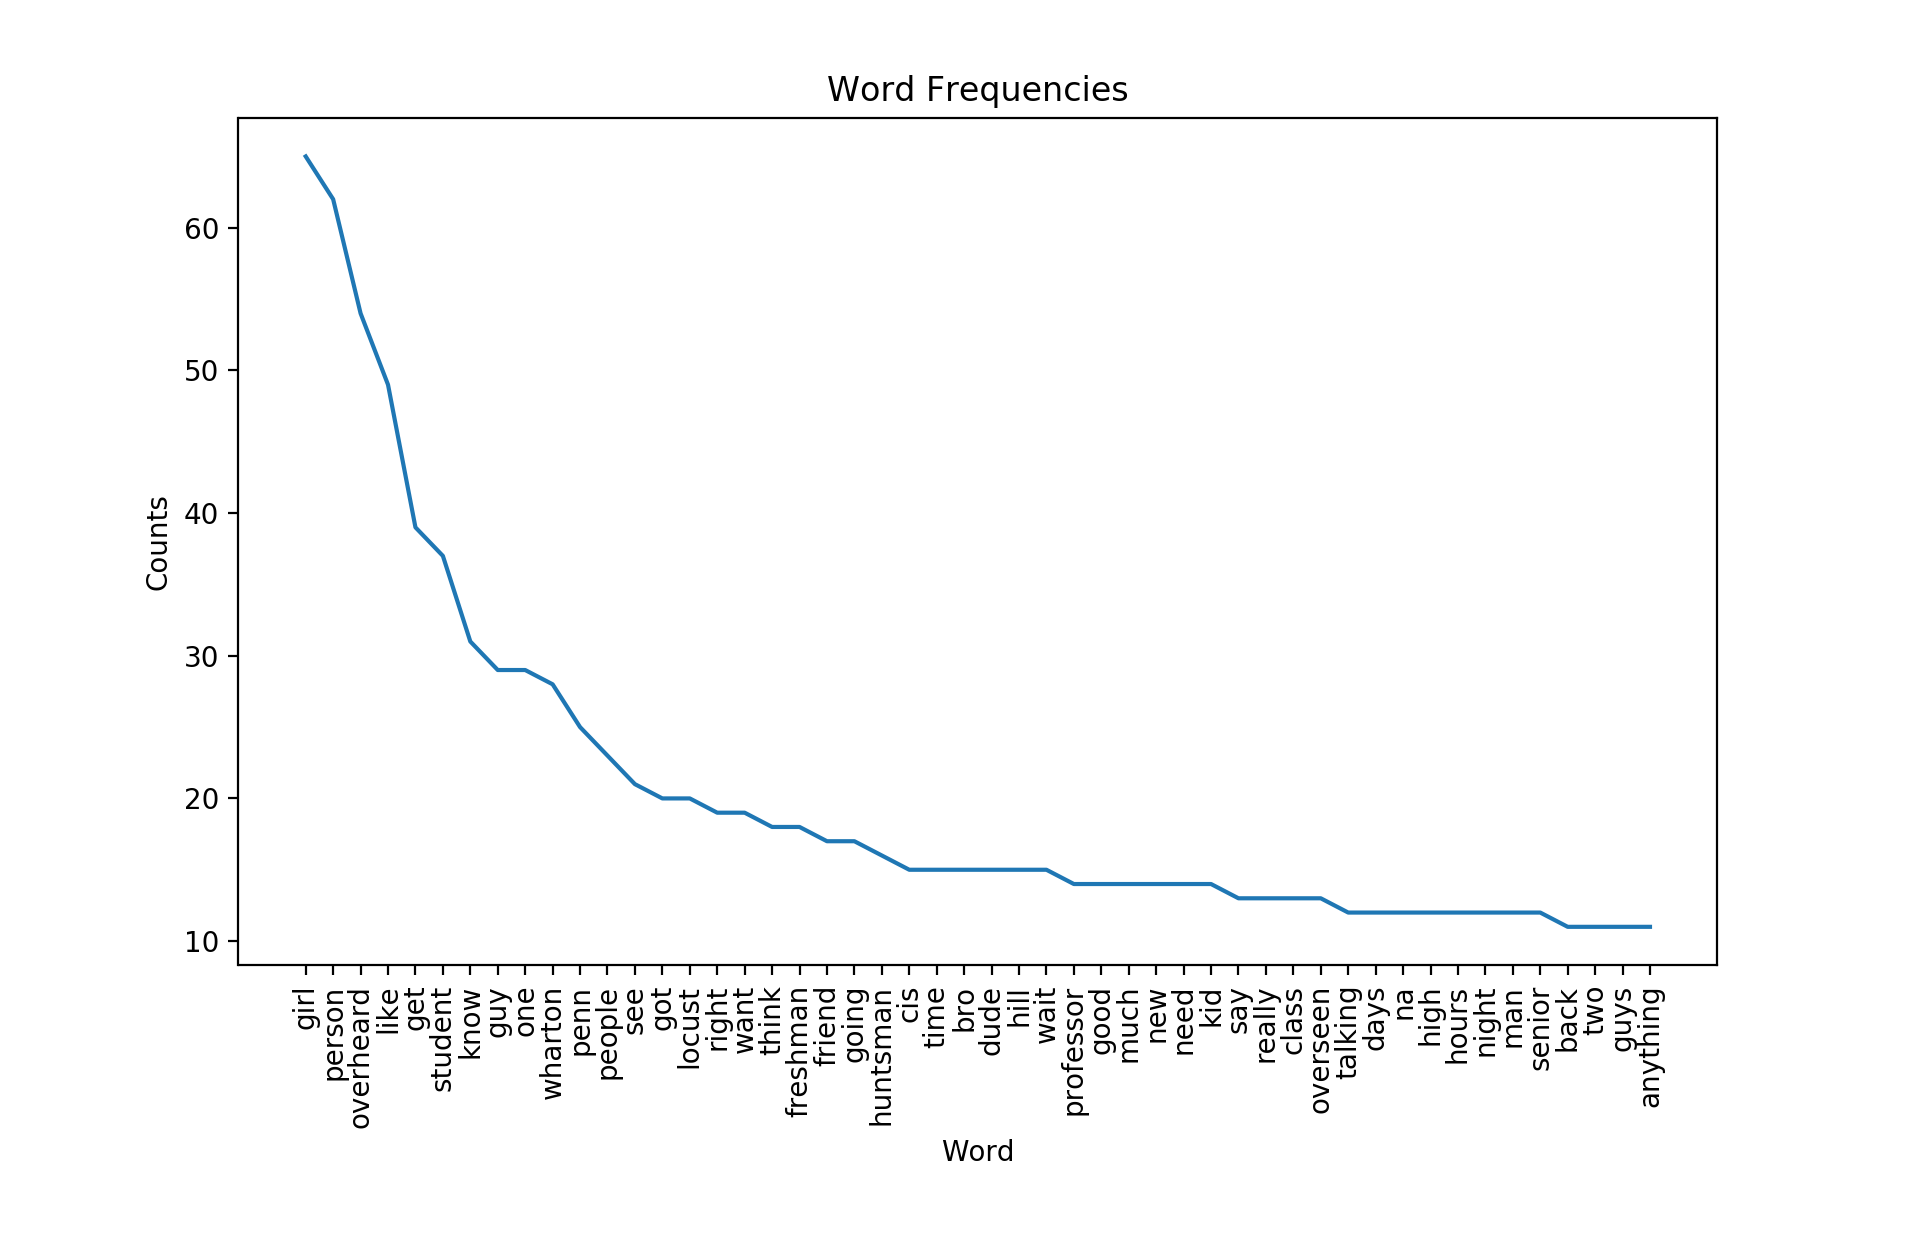 Word Frequencies
60
50
40
30
20
10
Counts
girl
person
overheard
like
get
student
know
guy
one
wharton
penn
people
see
got
locust
right
want
think
freshman
friend
going
huntsman
cis
time
bro
dude
hill
wait
professor
good
much
new
need
kid
say
really
class
overseen
talking
days
na
high
hours
night
man
senior
back
two
guys
anything
Word